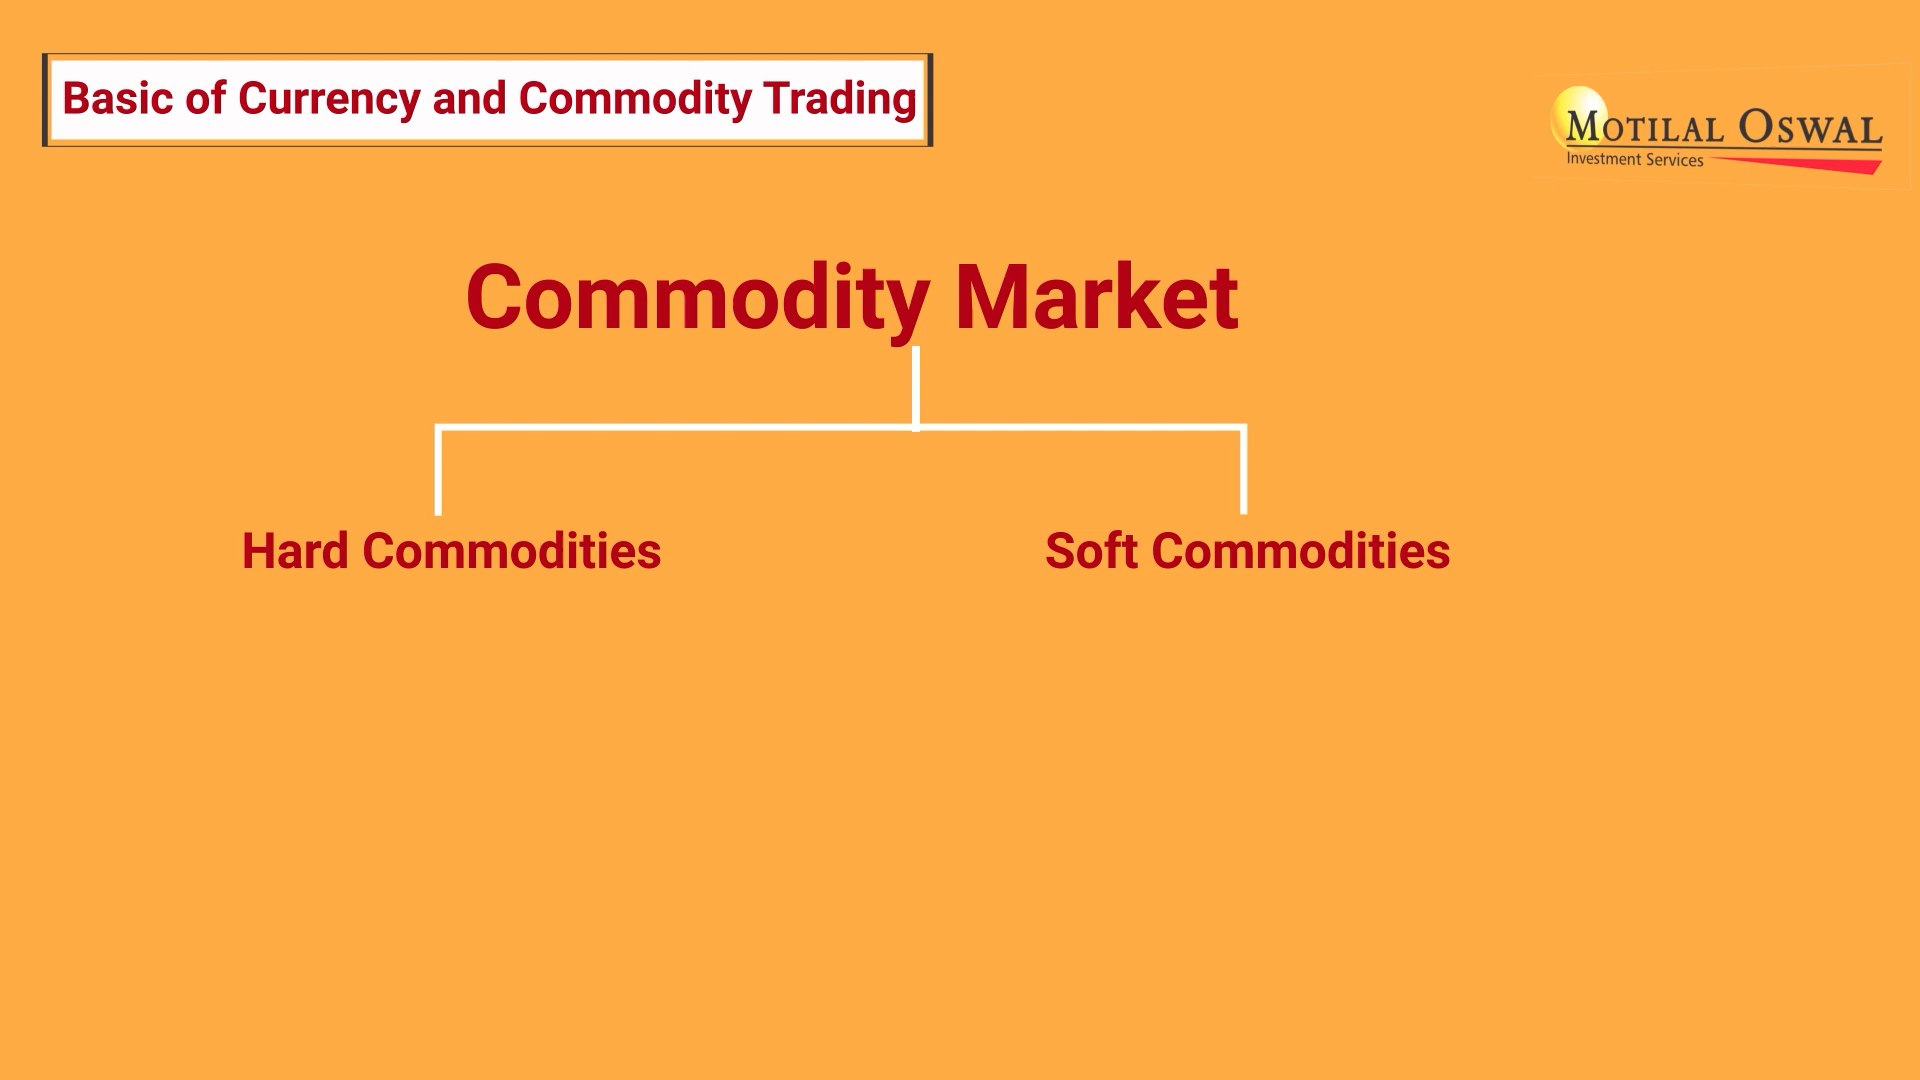 Basic of Currency and Commodity Trading
MOTILAL OSWAL
Investment Services
Commodity Market
Hard Commodities
Soft Commodities